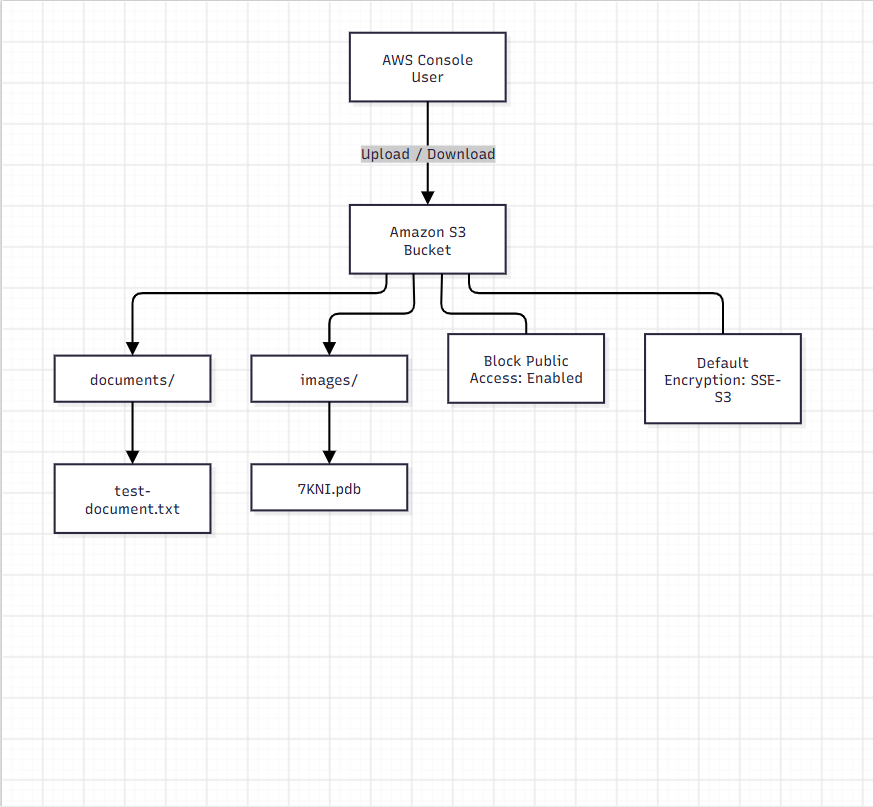 AWS Console
User
Upload / Download
Amazon S3
Bucket
documents/
images/
Block Public
Access: Enabled
Default
Encryption: SSE-
S3
test-
document.txt
7KNI.pdb